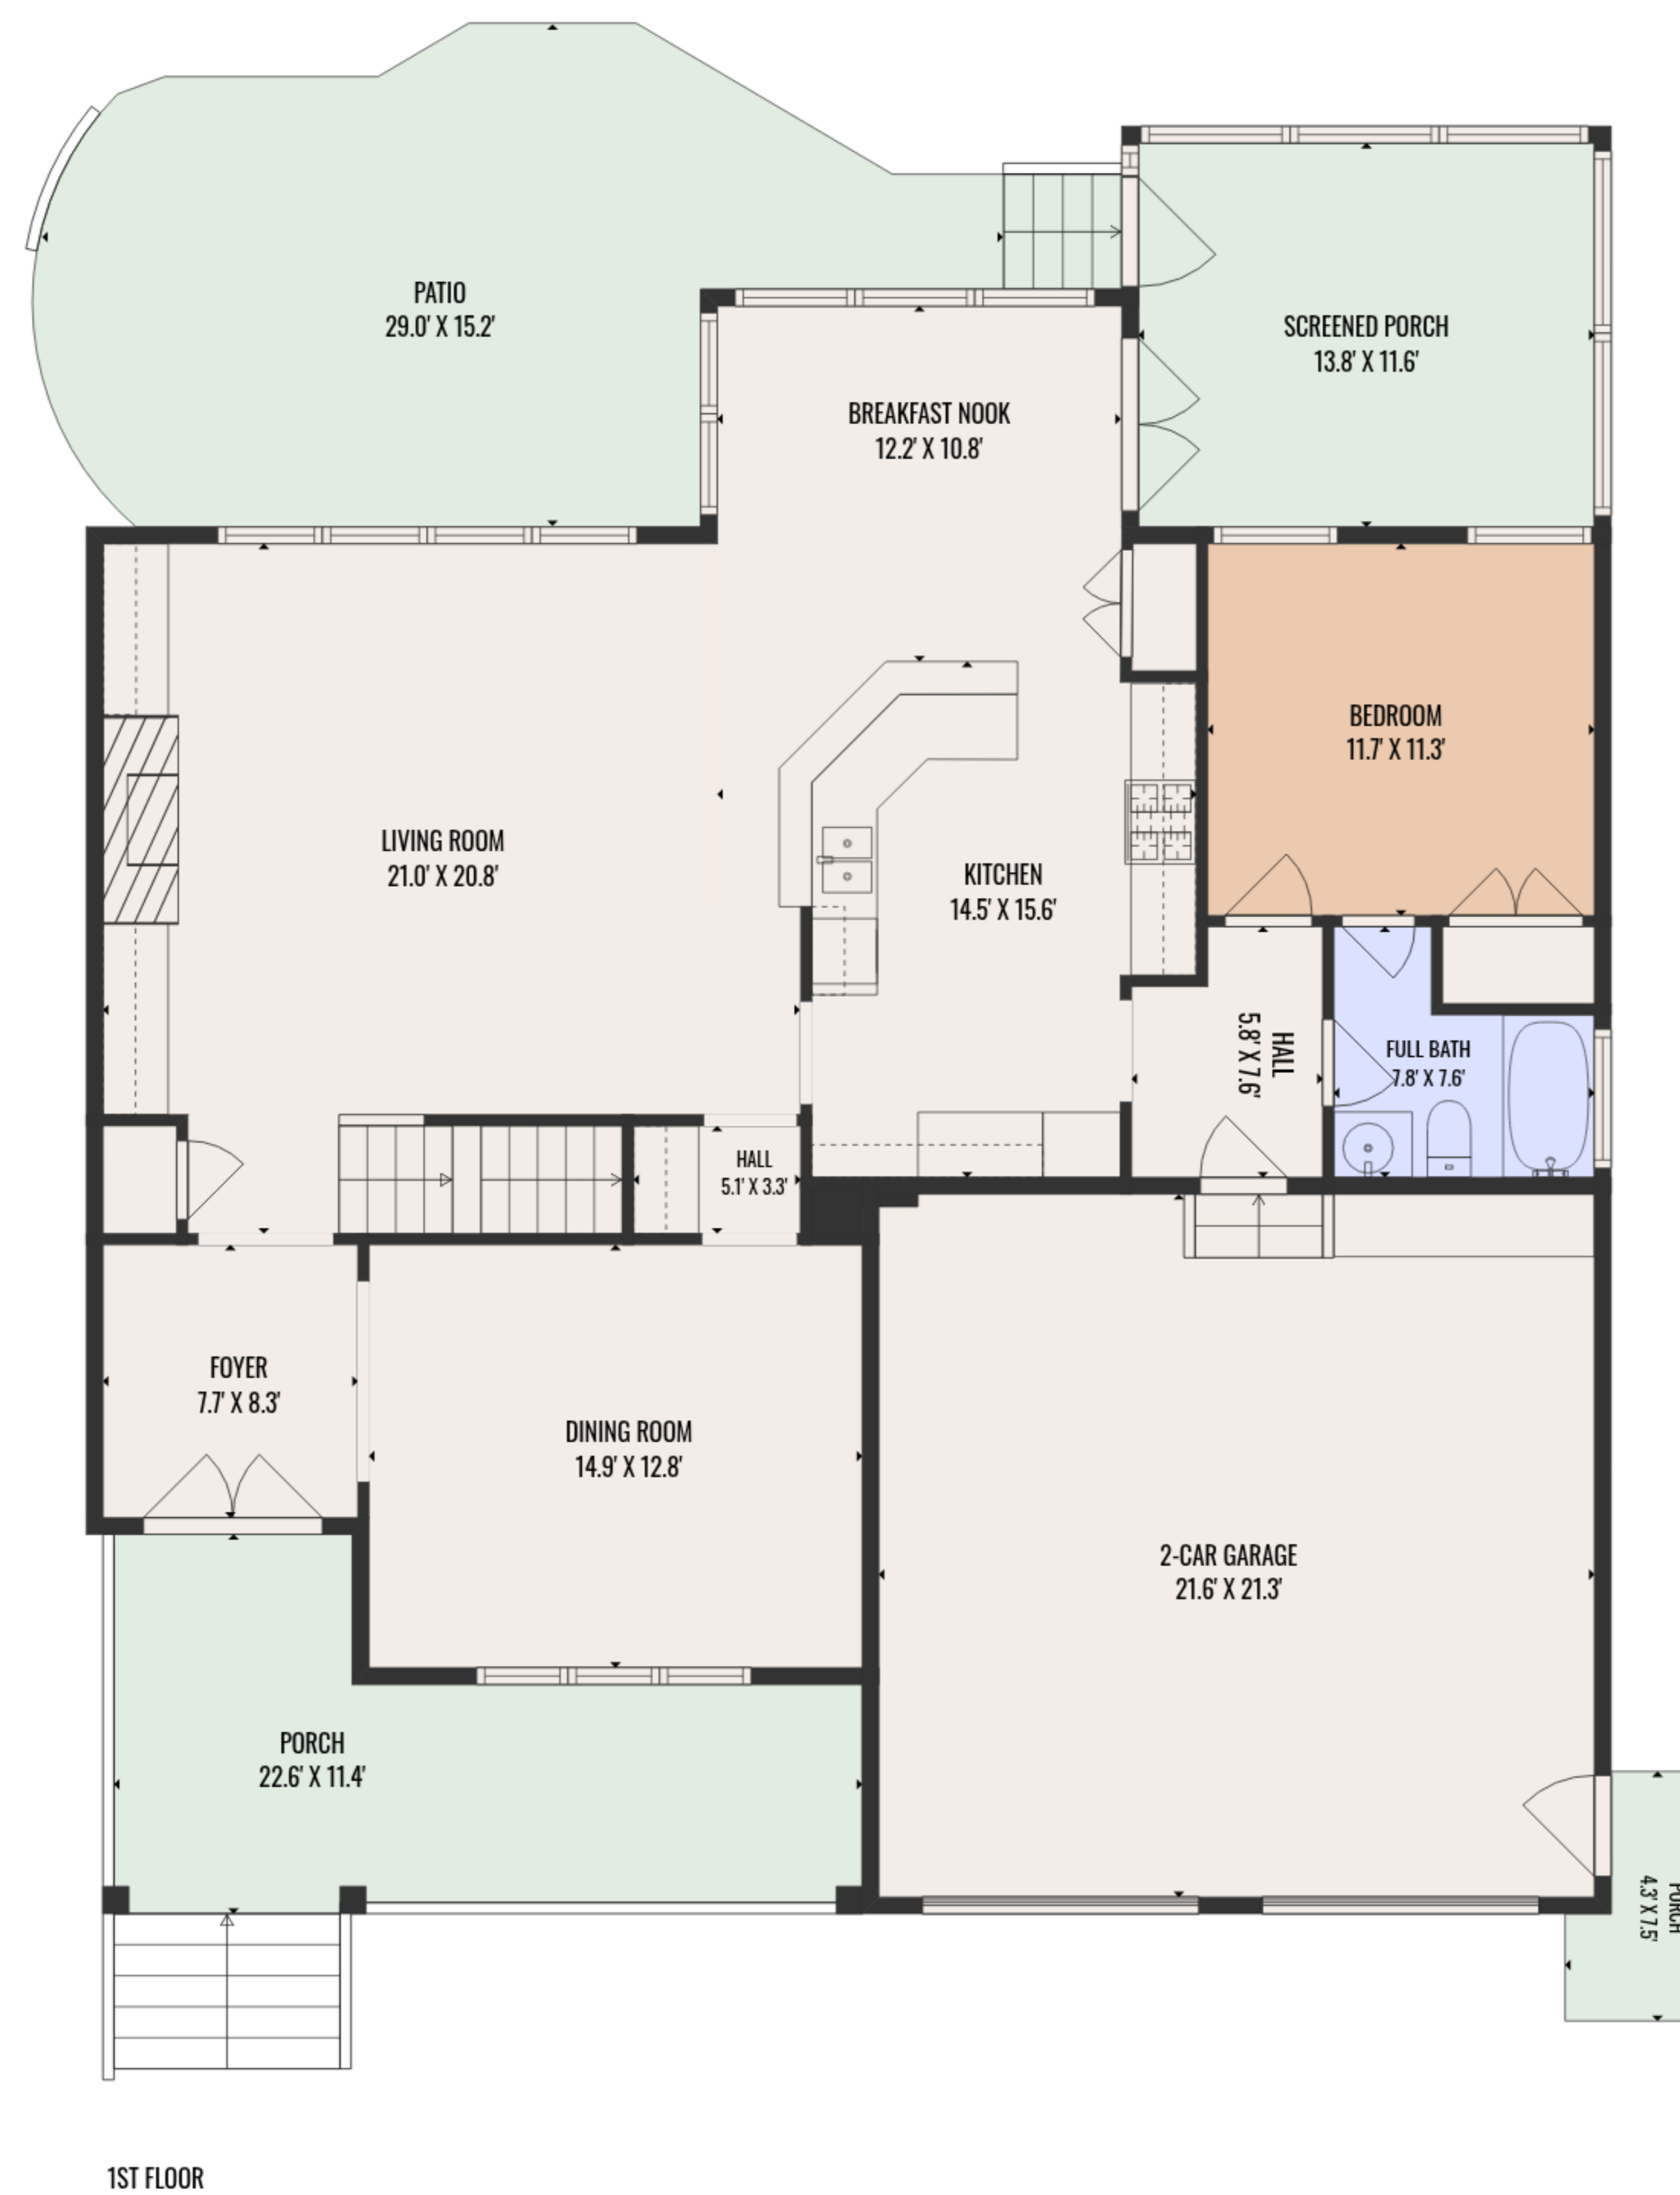 PATIO
29.0' X 15.2'
SCREENED PORCH
13.8' X 11.6'
BREAKFAST NOOK
12.2' X 10.8'
BEDROOM
11.7' X 11.3'
LIVING ROOM
21.0' X 20.8'
KITCHEN
14.5' X 15.6'
HALL
5.8' X 7.6'
FULL BATH
7.8' X 7.6'
HALL
5.1' X 3.3'
FOYER
7.7' X 8.3'
DINING ROOM
14.9' X 12.8'
2-CAR GARAGE
21.6' X 21.3'
PORCH
22.6' X 11.4'
PORCH
4.3' X 7.5'
1ST FLOOR